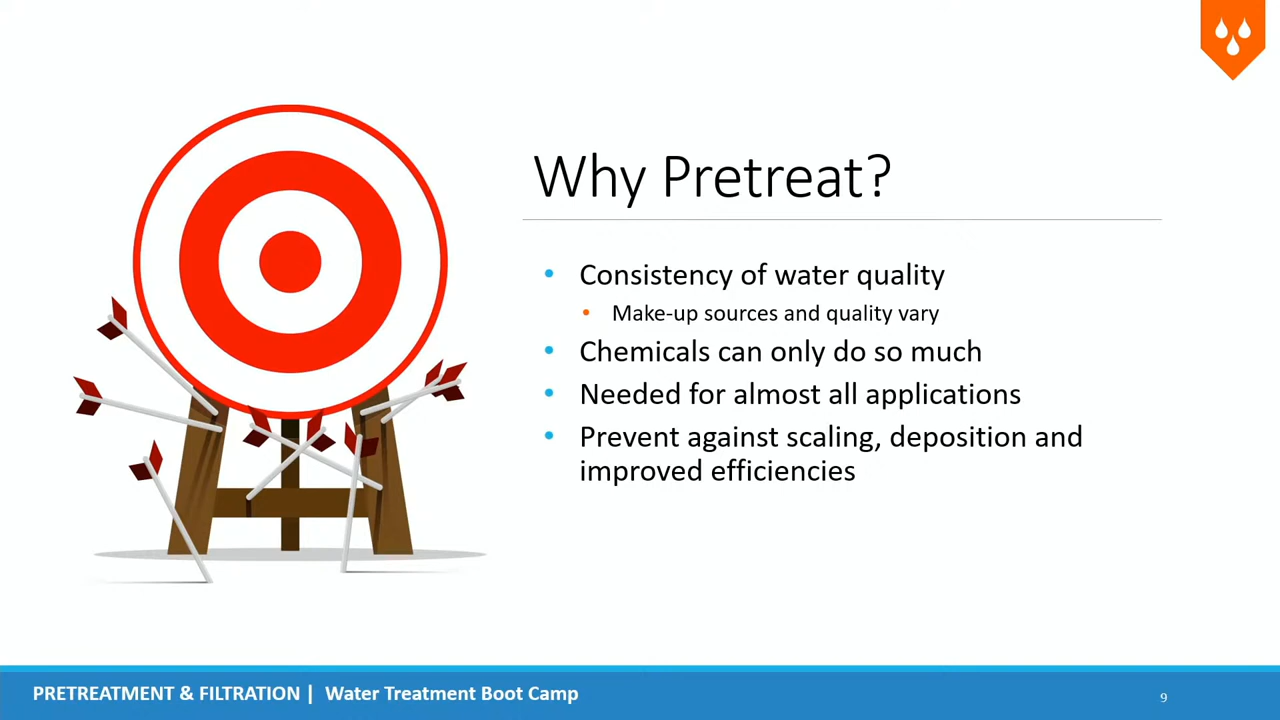 Why Pretreat?
• Consistency of water quality
• Make-up sources and quality vary
• Chemicals can only do so much
• Needed for almost all applications
• Prevent against scaling, deposition and
improved efficiencies
PRETREATMENT & FILTRATION | Water Treatment Boot Camp
9